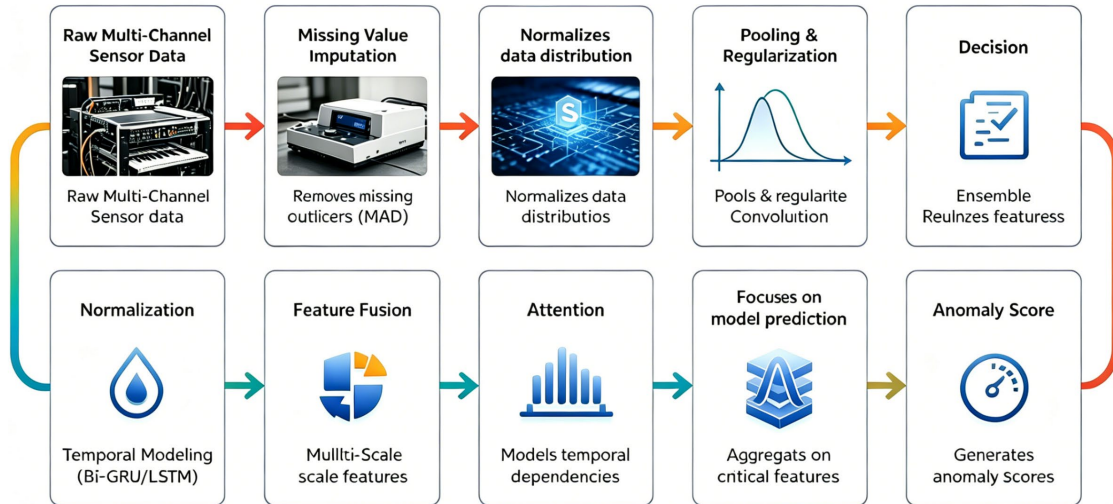 Raw Multi-Channel
Sensor Data
Raw Multi-Channel
Sensor data
Missing Value
Imputation
Removes missing
outlicers (MAD)
Normalizes
data distribution
S
Normalizes data
distributios
Pooling &
Regularization
Pools & regularite
Convoluution
Decision
Ensemble
Reulnzes featuress
Normalization
Temporal Modeling
(Bi-GRU/LSTM)
Feature Fusion
Mulllti-Scale
scale features
Attention
Models temporal
dependencies
Focuses on
model prediction
Aggregats on
critical features
Anomaly Score
Generates
anomaly Scores